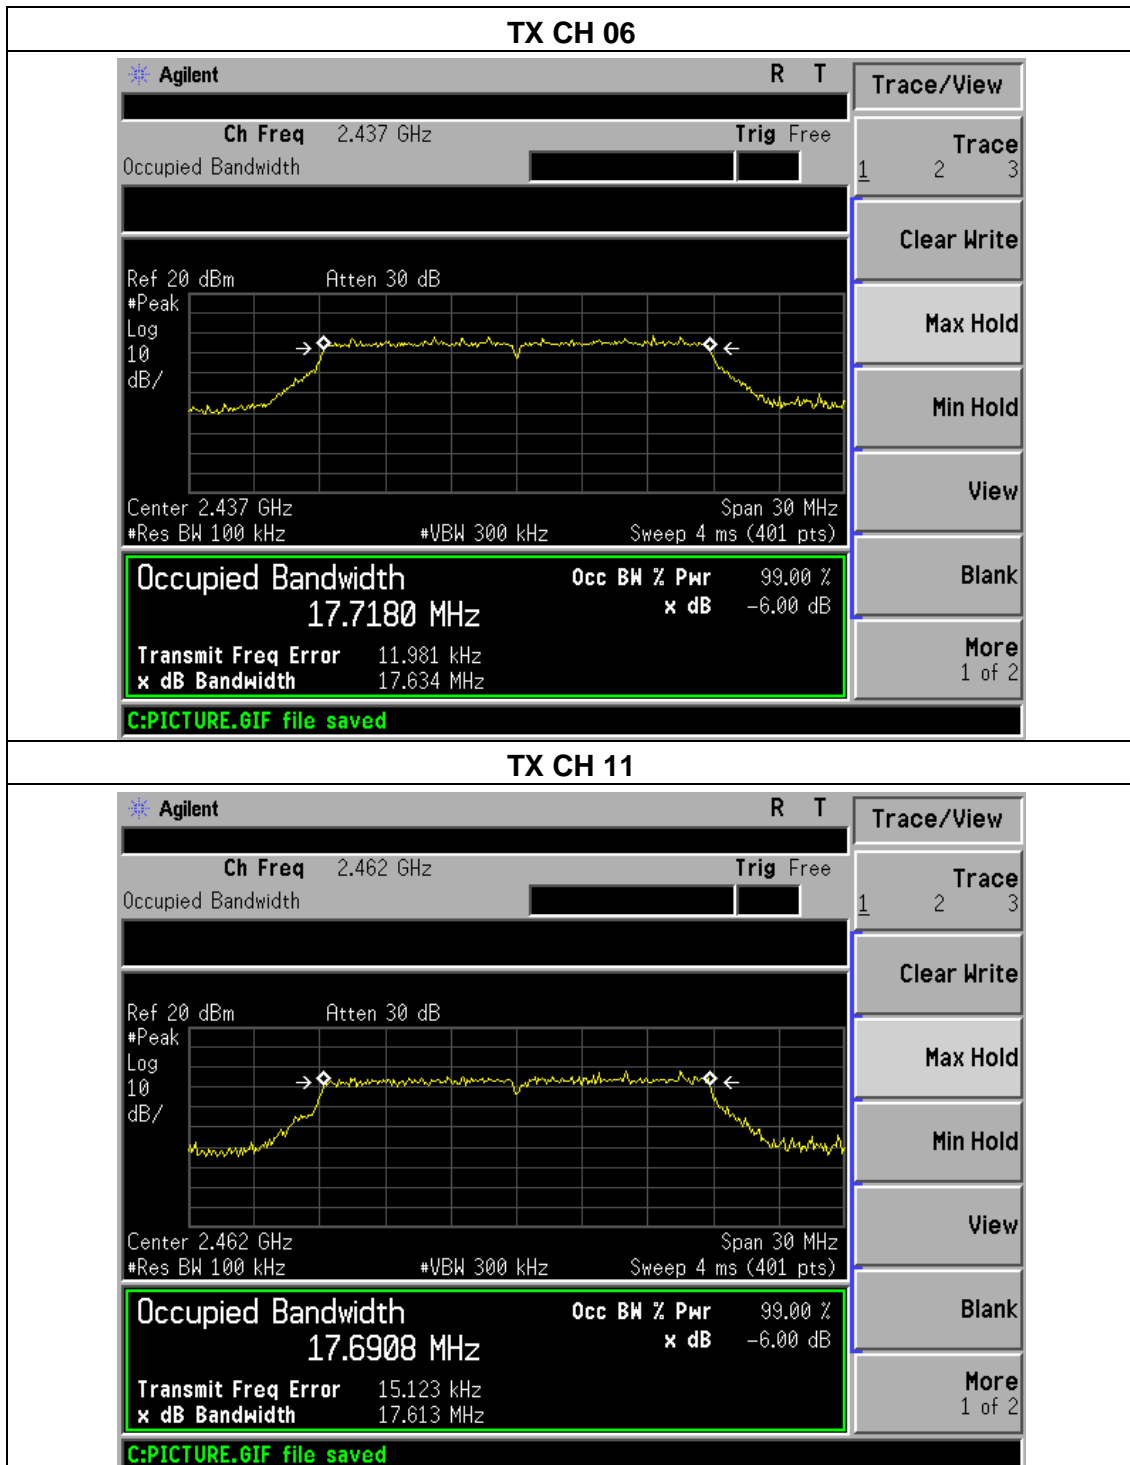 TX CH 06
Agilent R T
Trace/View
Ch Freq 2.437 GHz Trig Free
Occupied Bandwidth
Trace
1 2 3
Clear Write
Ref 20 dBm Atten 30 dB
#Peak
Log
10
dB/
Max Hold
Min Hold
View
Center 2.437 GHz Span 30 MHz
#Res BW 100 kHz #VBW 300 kHz Sweep 4 ms (401 pts)
Occupied Bandwidth Occ BW % Pwr 99.00 %
17.7180 MHz x dB -6.00 dB
Blank
Transmit Freq Error 11.981 kHz
x dB Bandwidth 17.634 MHz
More
1 of 2
C:PICTURE.GIF file saved
TX CH 11
Agilent R T
Trace/View
Ch Freq 2.462 GHz Trig Free
Occupied Bandwidth
Trace
1 2 3
Clear Write
Ref 20 dBm Atten 30 dB
#Peak
Log
10
dB/
Max Hold
Min Hold
View
Center 2.462 GHz Span 30 MHz
#Res BW 100 kHz #VBW 300 kHz Sweep 4 ms (401 pts)
Occupied Bandwidth Occ BW % Pwr 99.00 %
17.6908 MHz x dB -6.00 dB
Blank
Transmit Freq Error 15.123 kHz
x dB Bandwidth 17.613 MHz
More
1 of 2
C:PICTURE.GIF file saved